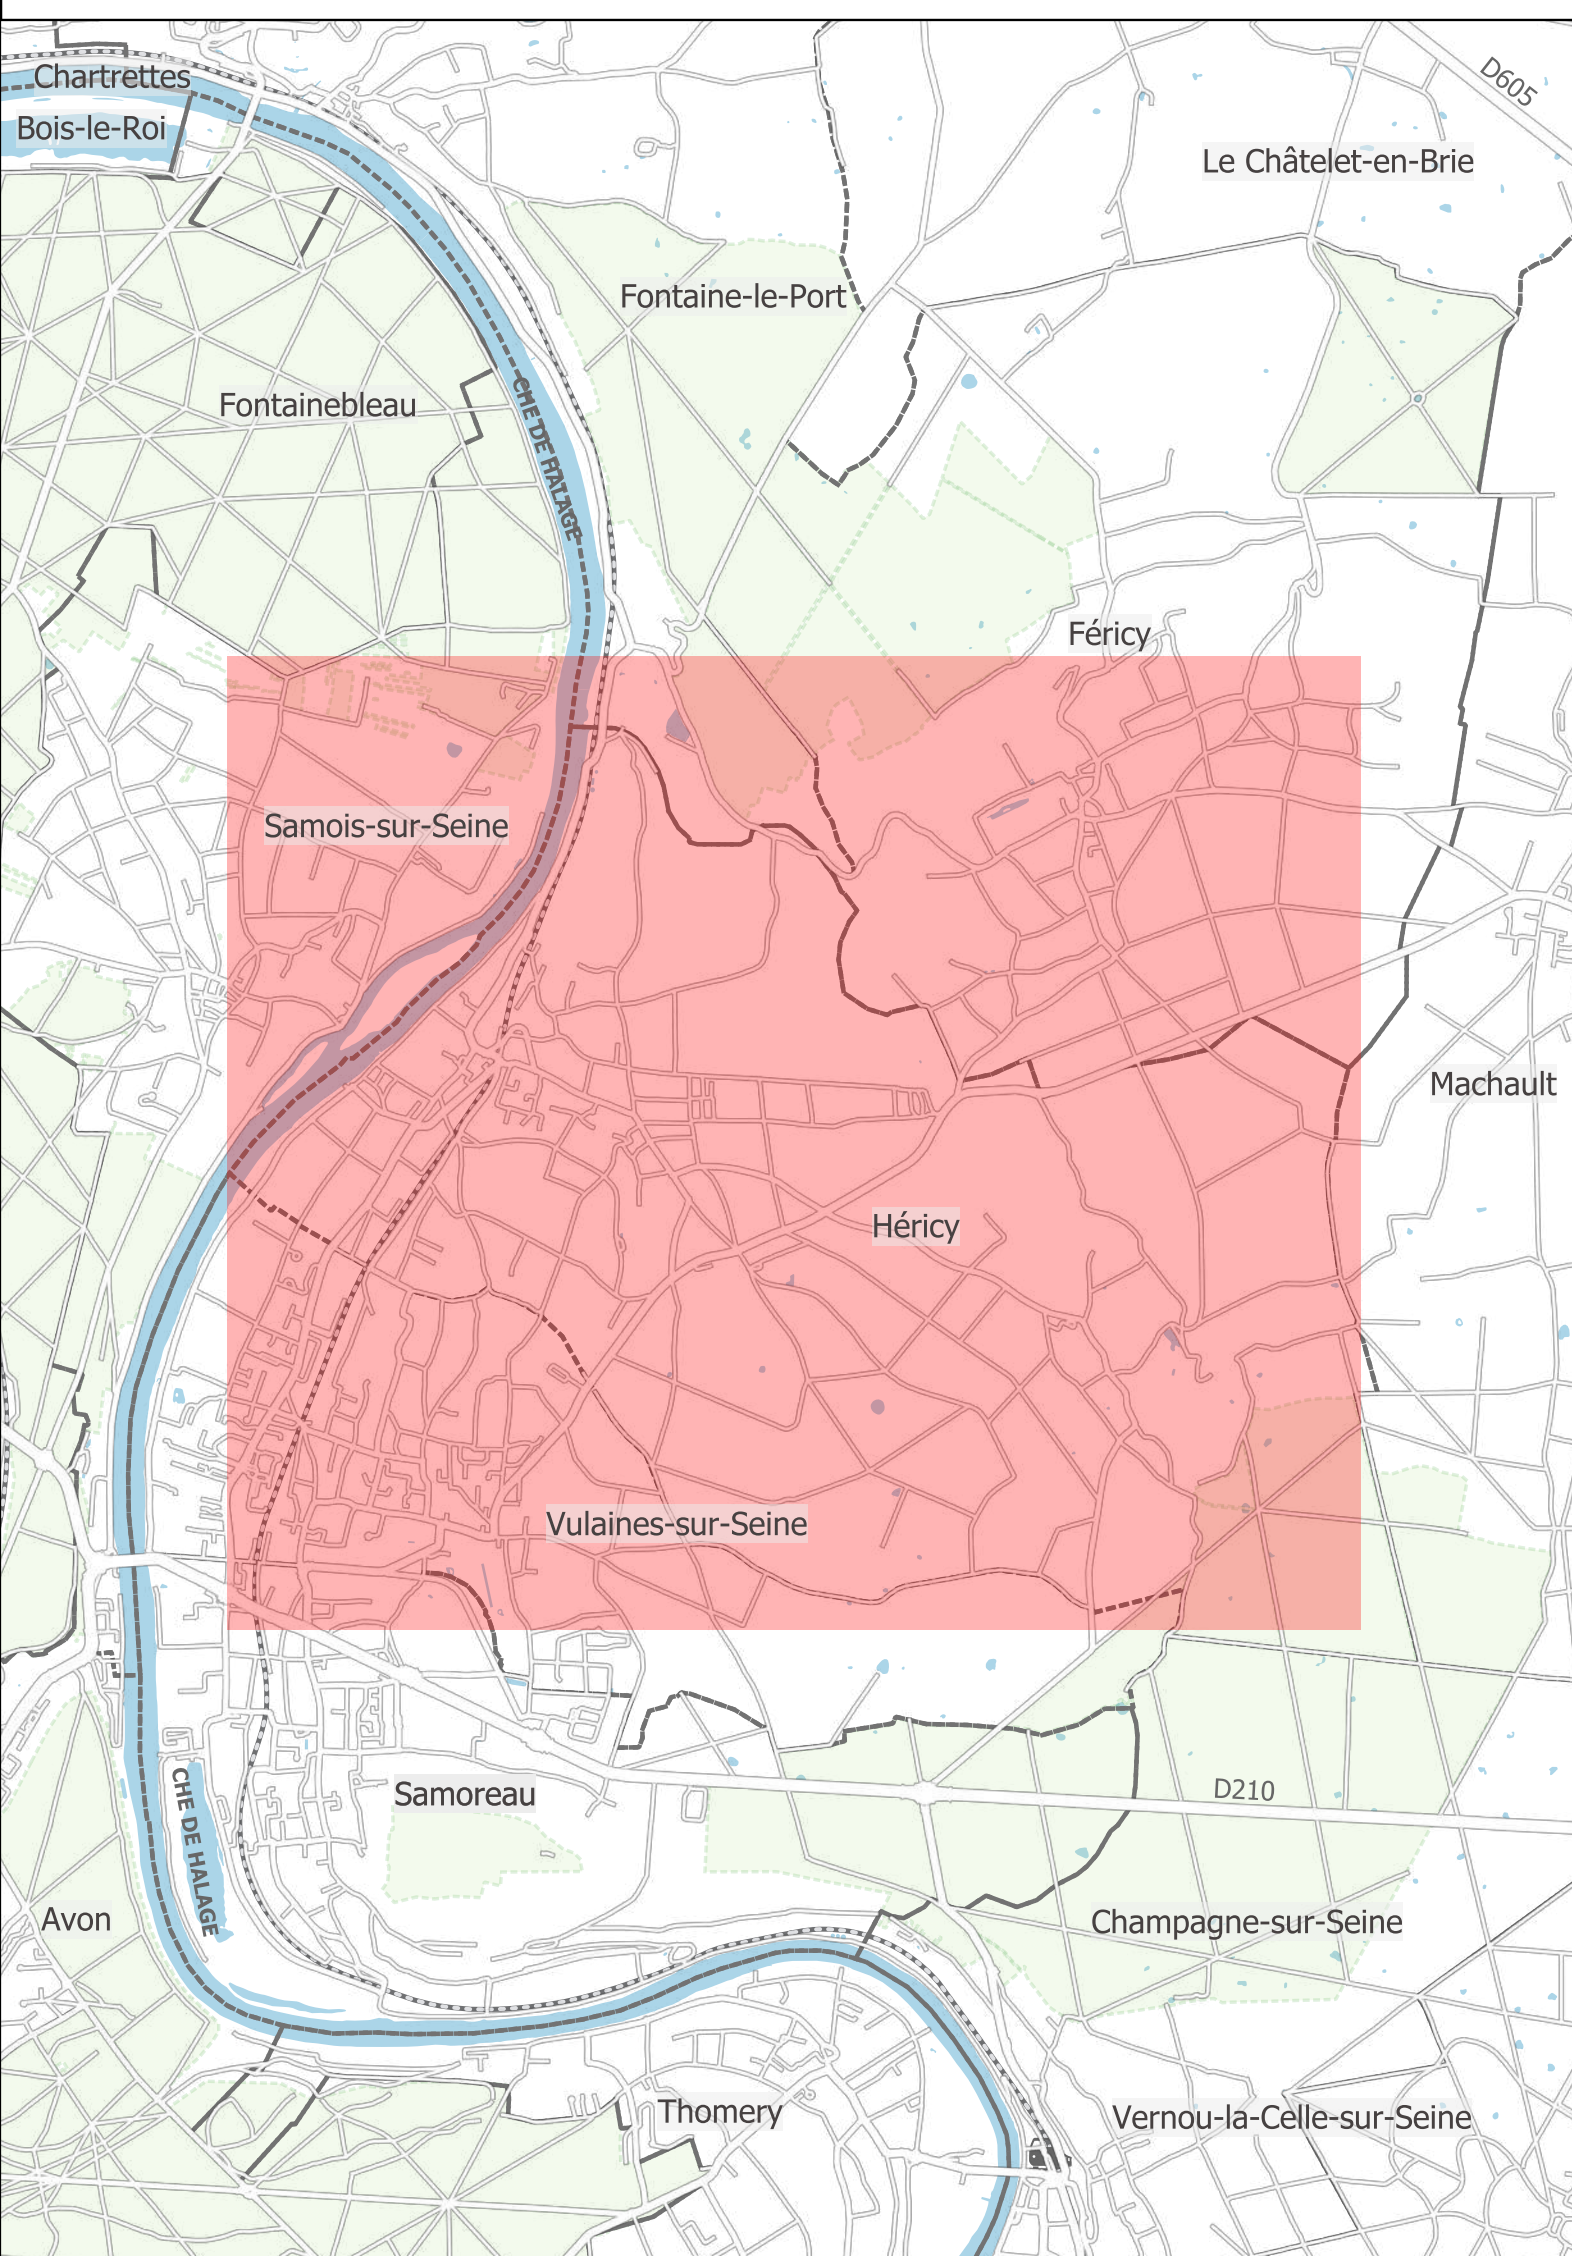 Chartrettes
D605
Bois-le-Roi
Le Châtelet-en-Brie
Fontaine-le-Port
Fontainebleau
CHE DE HALAGE
Féricy
Samois-sur-Seine
Machault
Héricy
Vulaines-sur-Seine
Samoreau
D210
CHE DE HALAGE
Avon
Champagne-sur-Seine
Thomery
Vernou-la-Celle-sur-Seine